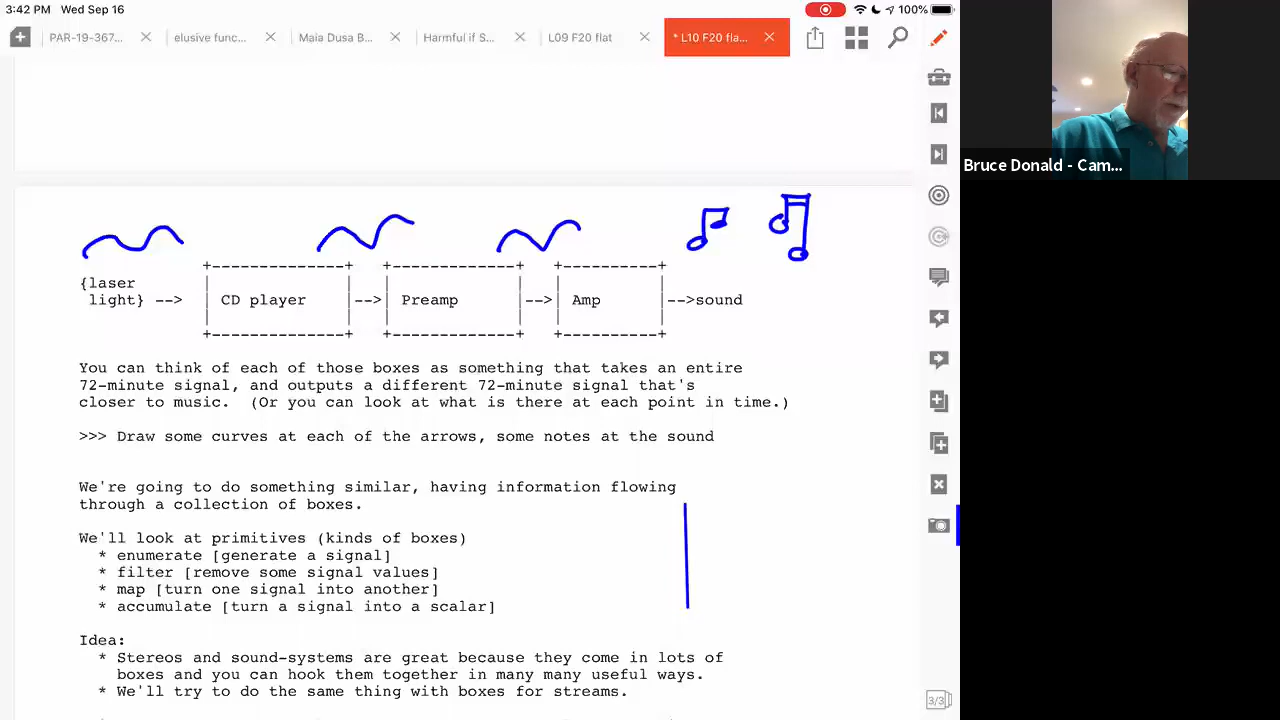 3:42 PM Wed Sep 16 100%
PAR-19-367... elusive func... Maia Dusa B... Harmful if S... L09 F20 flat * L10 F20 fla...
Bruce Donald - Cam...
{laser
light} --> CD player --> Preamp --> Amp -->sound
You can think of each of those boxes as something that takes an entire
72-minute signal, and outputs a different 72-minute signal that's
closer to music. (Or you can look at what is there at each point in time.)
>>> Draw some curves at each of the arrows, some notes at the sound
We're going to do something similar, having information flowing
through a collection of boxes.
We'll look at primitives (kinds of boxes)
* enumerate [generate a signal]
* filter [remove some signal values]
* map [turn one signal into another]
* accumulate [turn a signal into a scalar]
Idea:
* Stereos and sound-systems are great because they come in lots of
boxes and you can hook them together in many many useful ways.
* We'll try to do the same thing with boxes for streams.
3/3